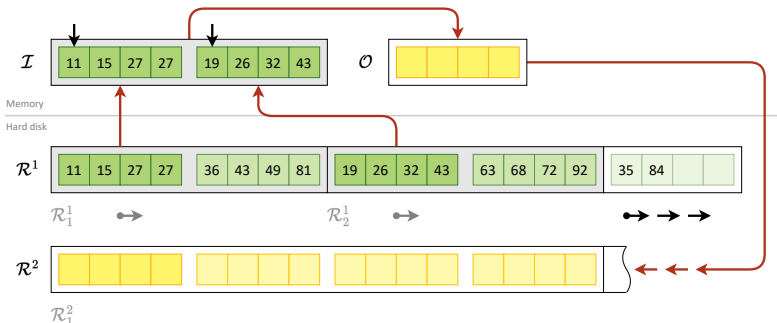 ℐ 11 15 27 27 19 26 32 43 𝒪
Memory
Hard disk
ℛ¹ 11 15 27 27 36 43 49 81 19 26 32 43 63 68 72 92 35 84
ℛ¹₁ ℛ¹₂
ℛ²
ℛ²₁